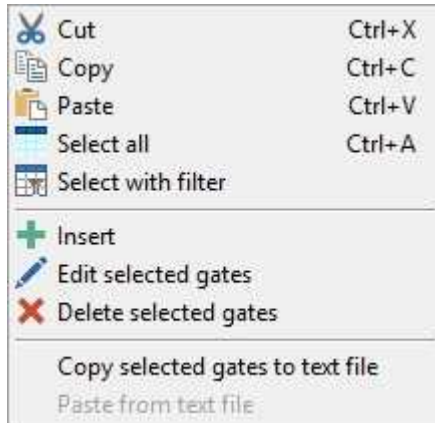 Cut Ctrl+X
Copy Ctrl+C
Paste Ctrl+V
Select all Ctrl+A
Select with filter
Insert
Edit selected gates
Delete selected gates
Copy selected gates to text file
Paste from text file